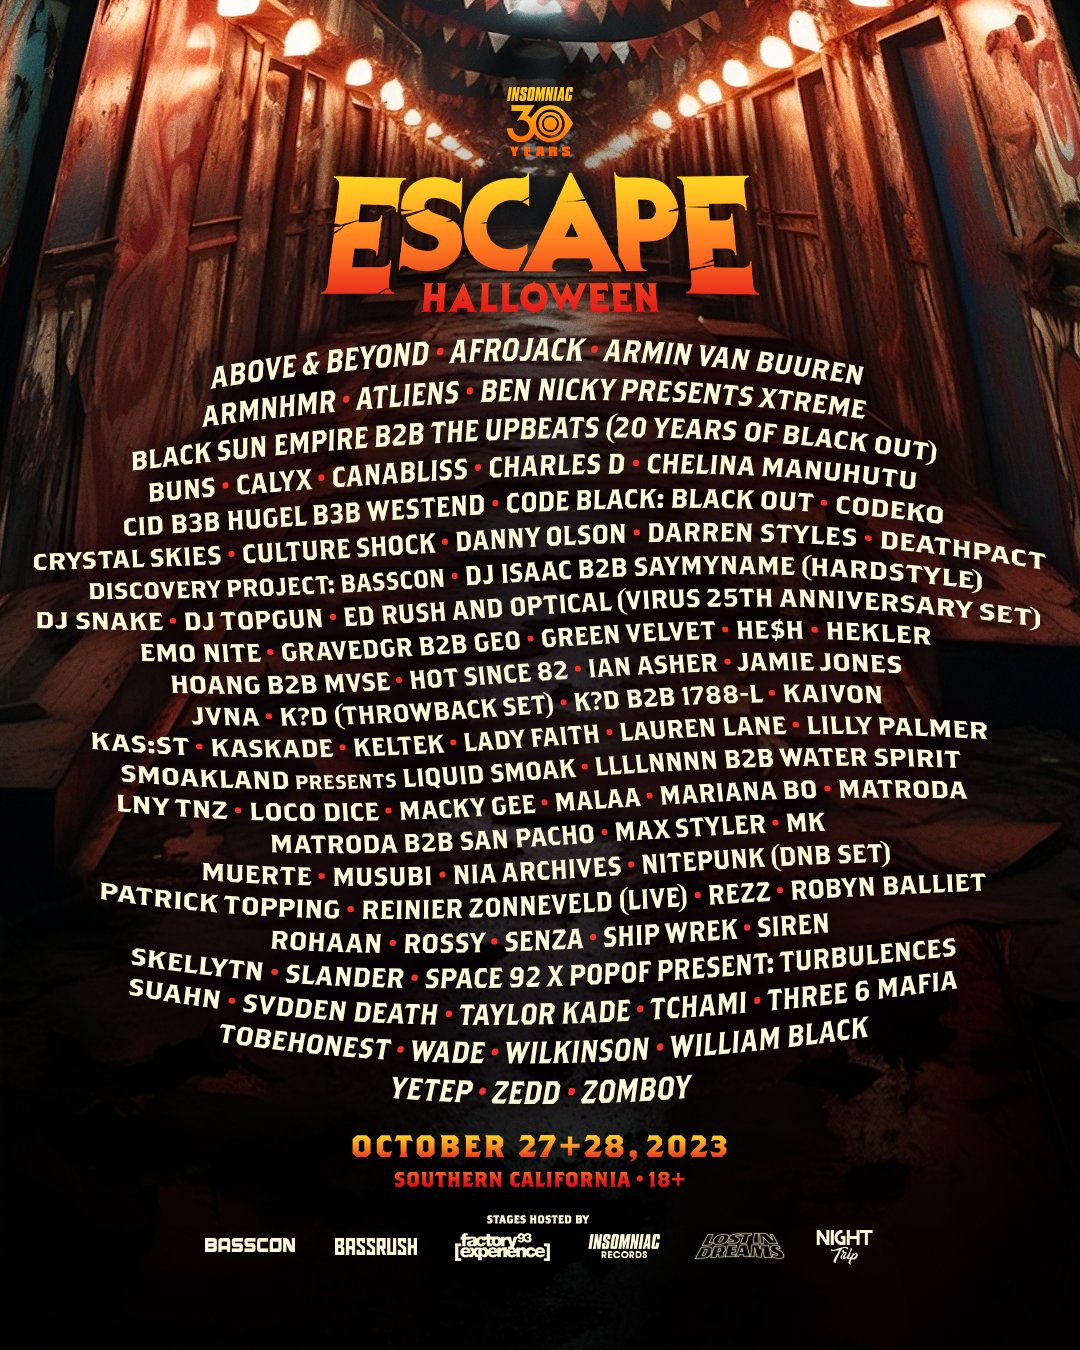 INSOMNIAC
30
YEARS
ESCAPE
HALLOWEEN
ABOVE & BEYOND • AFROJACK • ARMIN VAN BUUREN
ARMNHMR • ATLIENS • BEN NICKY PRESENTS XTREME
BLACK SUN EMPIRE B2B THE UPBEATS (20 YEARS OF BLACK OUT)
BUNS • CALYX • CANABLISS • CHARLES D • CHELINA MANUHUTU
CID B3B HUGEL B3B WESTEND • CODE BLACK: BLACK OUT • CODEKO
CRYSTAL SKIES • CULTURE SHOCK • DANNY OLSON • DARREN STYLES • DEATHPACT
DISCOVERY PROJECT: BASSCON • DJ ISAAC B2B SAYMYNAME (HARDSTYLE)
DJ SNAKE • DJ TOPGUN • ED RUSH AND OPTICAL (VIRUS 25TH ANNIVERSARY SET)
EMO NITE • GRAVEDGR B2B GEO • GREEN VELVET • HE$H • HEKLER
HOANG B2B MVSE • HOT SINCE 82 • IAN ASHER • JAMIE JONES
JVNA • K?D (THROWBACK SET) • K?D B2B 1788-L • KAIVON
KAS:ST • KASKADE • KELTEK • LADY FAITH • LAUREN LANE • LILLY PALMER
SMOAKLAND PRESENTS LIQUID SMOAK • LLLLNNNN B2B WATER SPIRIT
LNY TNZ • LOCO DICE • MACKY GEE • MALAA • MARIANA BO • MATRODA
MATRODA B2B SAN PACHO • MAX STYLER • MK
MUERTE • MUSUBI • NIA ARCHIVES • NITEPUNK (DNB SET)
PATRICK TOPPING • REINIER ZONNEVELD (LIVE) • REZZ • ROBYN BALLIET
ROHAAN • ROSSY • SENZA • SHIP WREK • SIREN
SKELLYTN • SLANDER • SPACE 92 X POPOF PRESENT: TURBULENCES
SUAHN • SVDDEN DEATH • TAYLOR KADE • TCHAMI • THREE 6 MAFIA
TOBEHONEST • WADE • WILKINSON • WILLIAM BLACK
YETEP • ZEDD • ZOMBOY
OCTOBER 27+28, 2023
SOUTHERN CALIFORNIA • 18+
STAGES HOSTED BY
BASSCON BASSRUSH factory 93 [experience] INSOMNIAC RECORDS LOST IN DREAMS NIGHT Trip